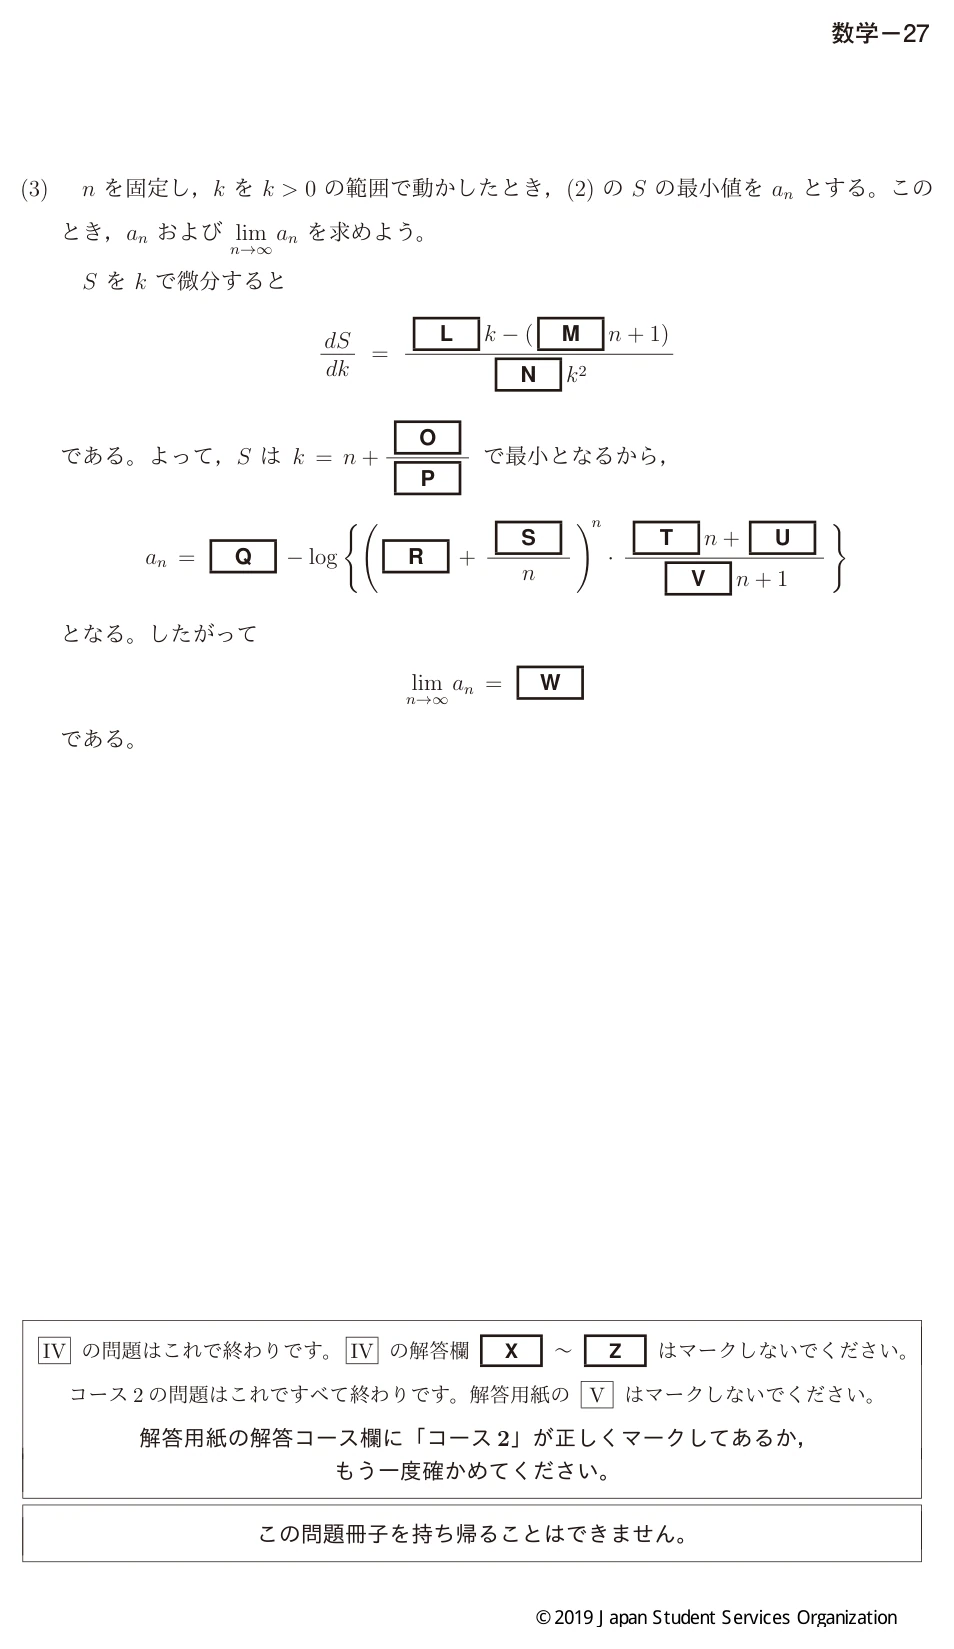 数学－27
(3)　n を固定し，k を k > 0 の範囲で動かしたとき，(2) の S の最小値を aₙ とする。この
とき，aₙ および lim_{n→∞} aₙ を求めよう。
S を k で微分すると
dS/dk = ( [L] k − ( [M] n + 1) ) / ( [N] k² )
である。よって，S は k = n + [O]/[P] で最小となるから，
aₙ = [Q] − log { ( [R] + [S]/n )ⁿ · ( [T] n + [U] ) / ( [V] n + 1 ) }
となる。したがって
lim_{n→∞} aₙ = [W]
である。
[IV] の問題はこれで終わりです。[IV] の解答欄 [X] ～ [Z] はマークしないでください。
コース 2 の問題はこれですべて終わりです。解答用紙の [V] はマークしないでください。
解答用紙の解答コース欄に「コース 2」が正しくマークしてあるか，
もう一度確かめてください。
この問題冊子を持ち帰ることはできません。
© 2019 Japan Student Services Organization